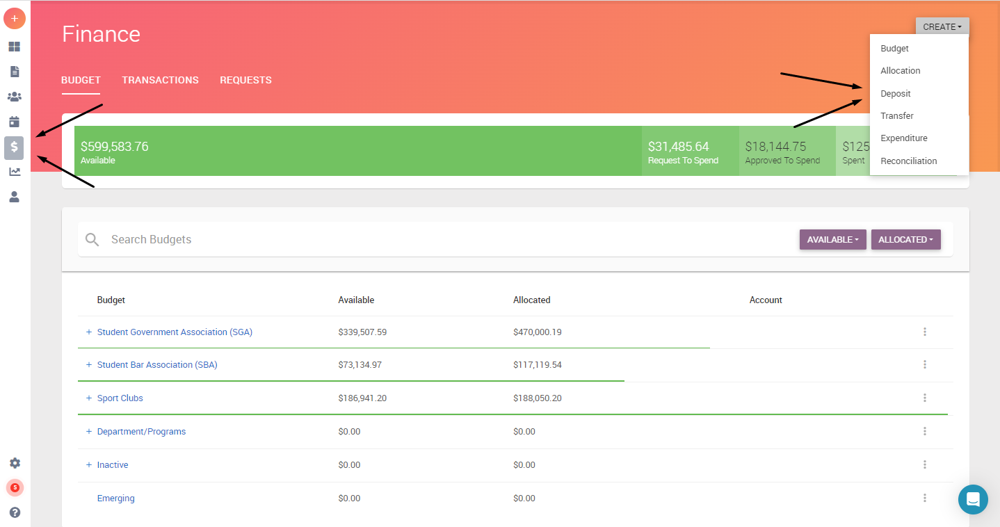 +
Finance
CREATE
Budget
Allocation
Deposit
Transfer
Expenditure
Reconciliation
BUDGET TRANSACTIONS REQUESTS
$
$599,583.76 $31,485.64 $18,144.75 $125
Available Request To Spend Approved To Spend Spent
Search Budgets AVAILABLE ALLOCATED
Budget Available Allocated Account
+ Student Government Association (SGA) $339,507.59 $470,000.19
+ Student Bar Association (SBA) $73,134.97 $117,119.54
+ Sport Clubs $186,941.20 $188,050.20
+ Department/Programs $0.00 $0.00
+ Inactive $0.00 $0.00
Emerging $0.00 $0.00
5
?